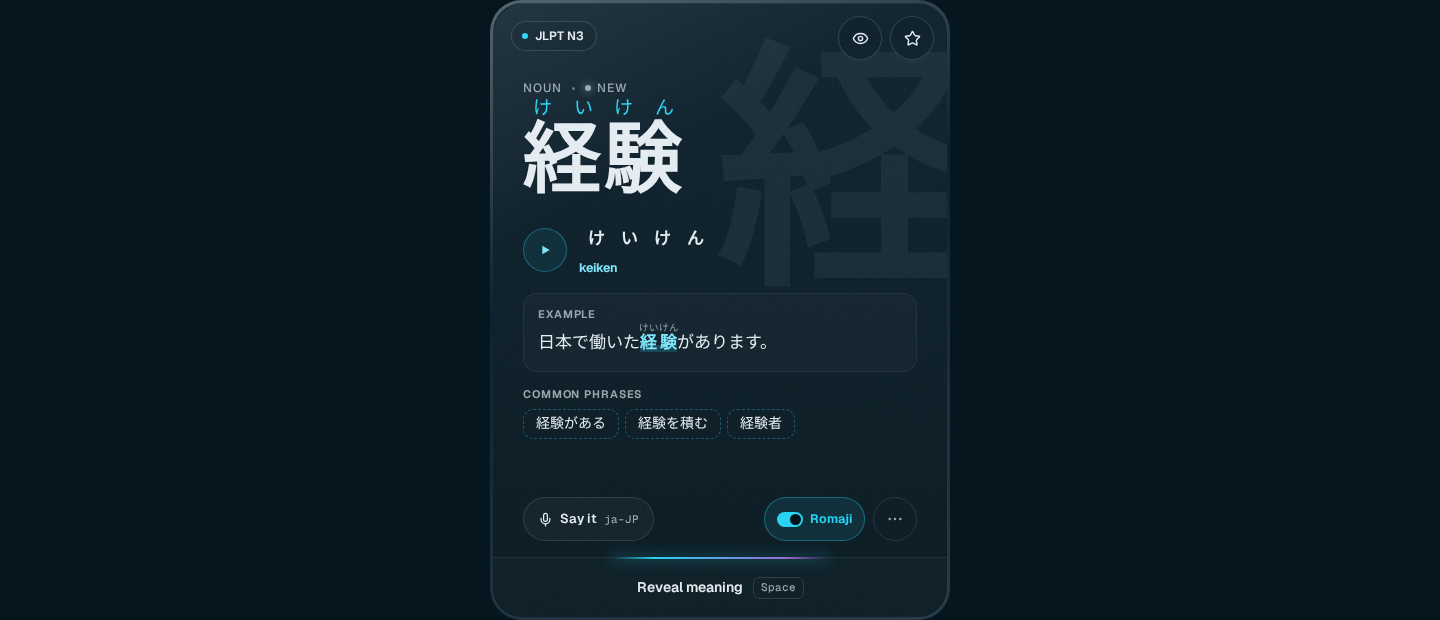 JLPT N3
NOUN • NEW
けいけん
経験
経
けいけん
keiken
EXAMPLE
けいけん
日本で働いた経験があります。
COMMON PHRASES
経験がある 経験を積む 経験者
Say it ja-JP Romaji ...
Reveal meaning Space